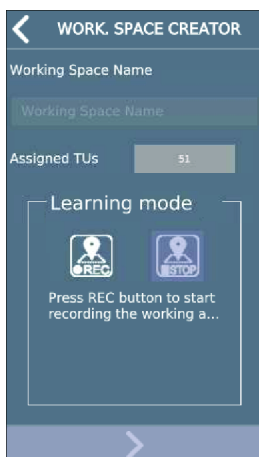 WORK. SPACE CREATOR
Working Space Name
Working Space Name
Assigned TUs
51
Learning mode
REC
STOP
Press REC button to start
recording the working a...